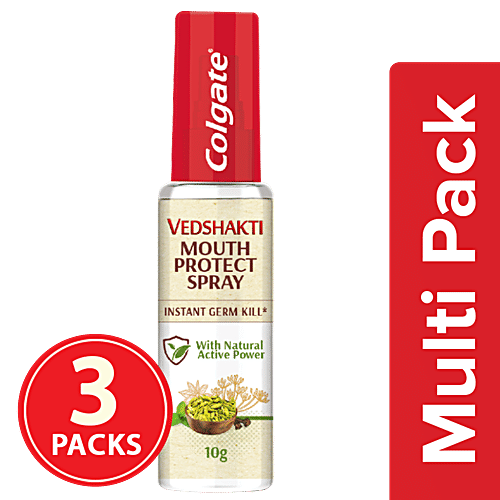 Colgate®
VEDSHAKTI
MOUTH
PROTECT
SPRAY
INSTANT GERM KILL*
With Natural
Active Power
10g
3
PACKS
Multi Pack